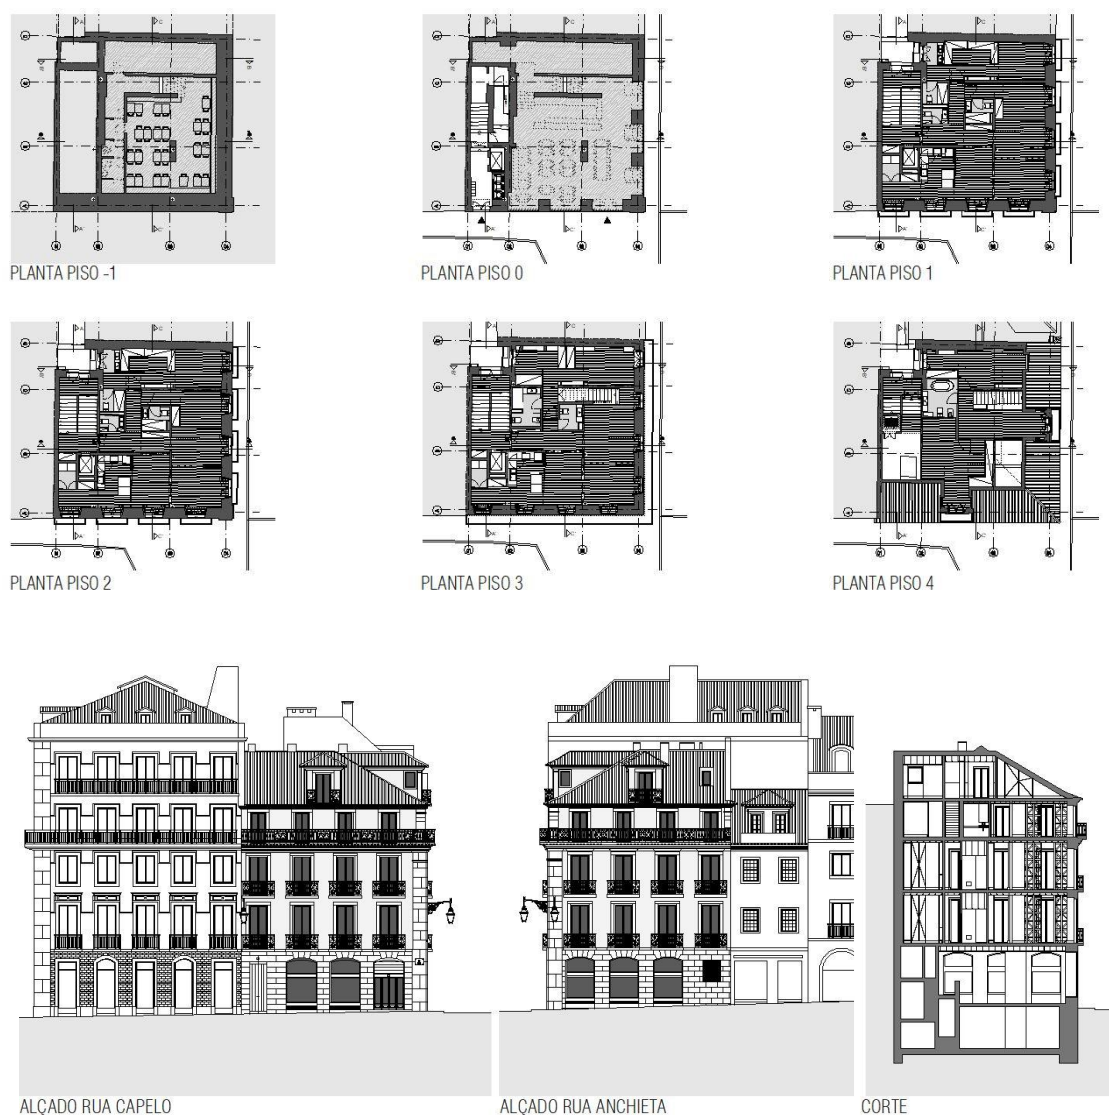 PLANTA PISO -1
PLANTA PISO 0
PLANTA PISO 1
PLANTA PISO 2
PLANTA PISO 3
PLANTA PISO 4
ALÇADO RUA CAPELO
ALÇADO RUA ANCHIETA
CORTE